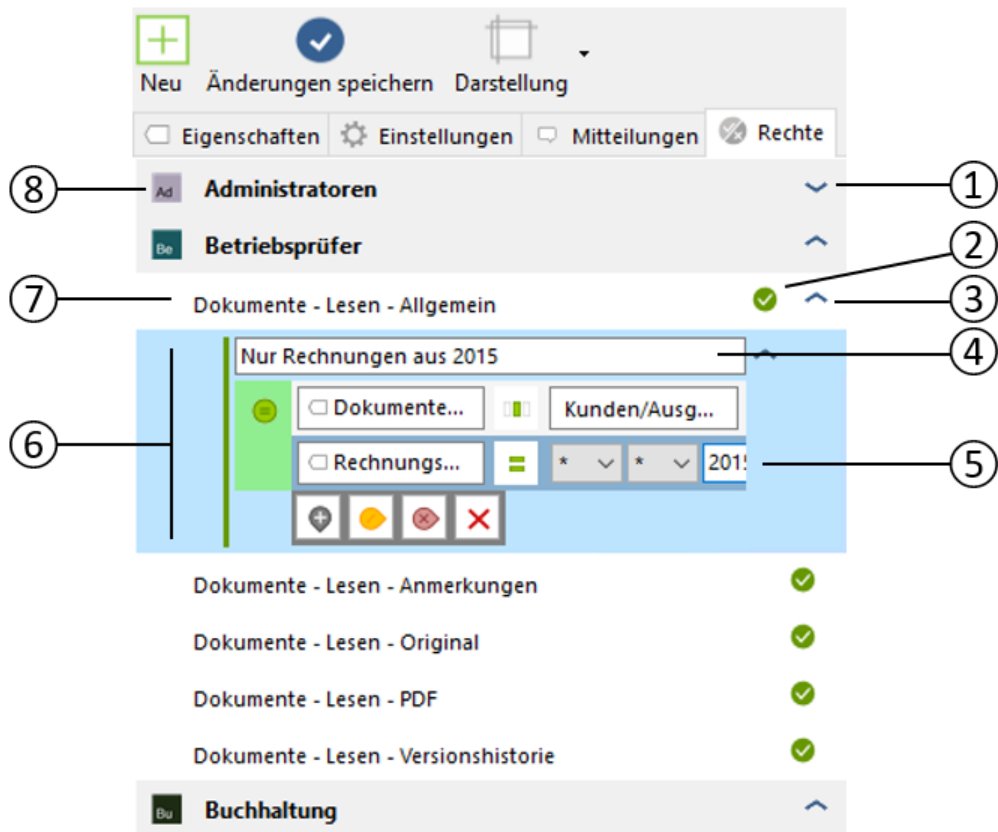 Neu Änderungen speichern Darstellung
Eigenschaften Einstellungen Mitteilungen Rechte
8 Ad Administratoren 1
Be Betriebsprüfer 2
7 Dokumente - Lesen - Allgemein 3
Nur Rechnungen aus 2015 4
Dokumente... Kunden/Ausg...
6 Rechnungs... = * * 2015 5
Dokumente - Lesen - Anmerkungen
Dokumente - Lesen - Original
Dokumente - Lesen - PDF
Dokumente - Lesen - Versionshistorie
Bu Buchhaltung